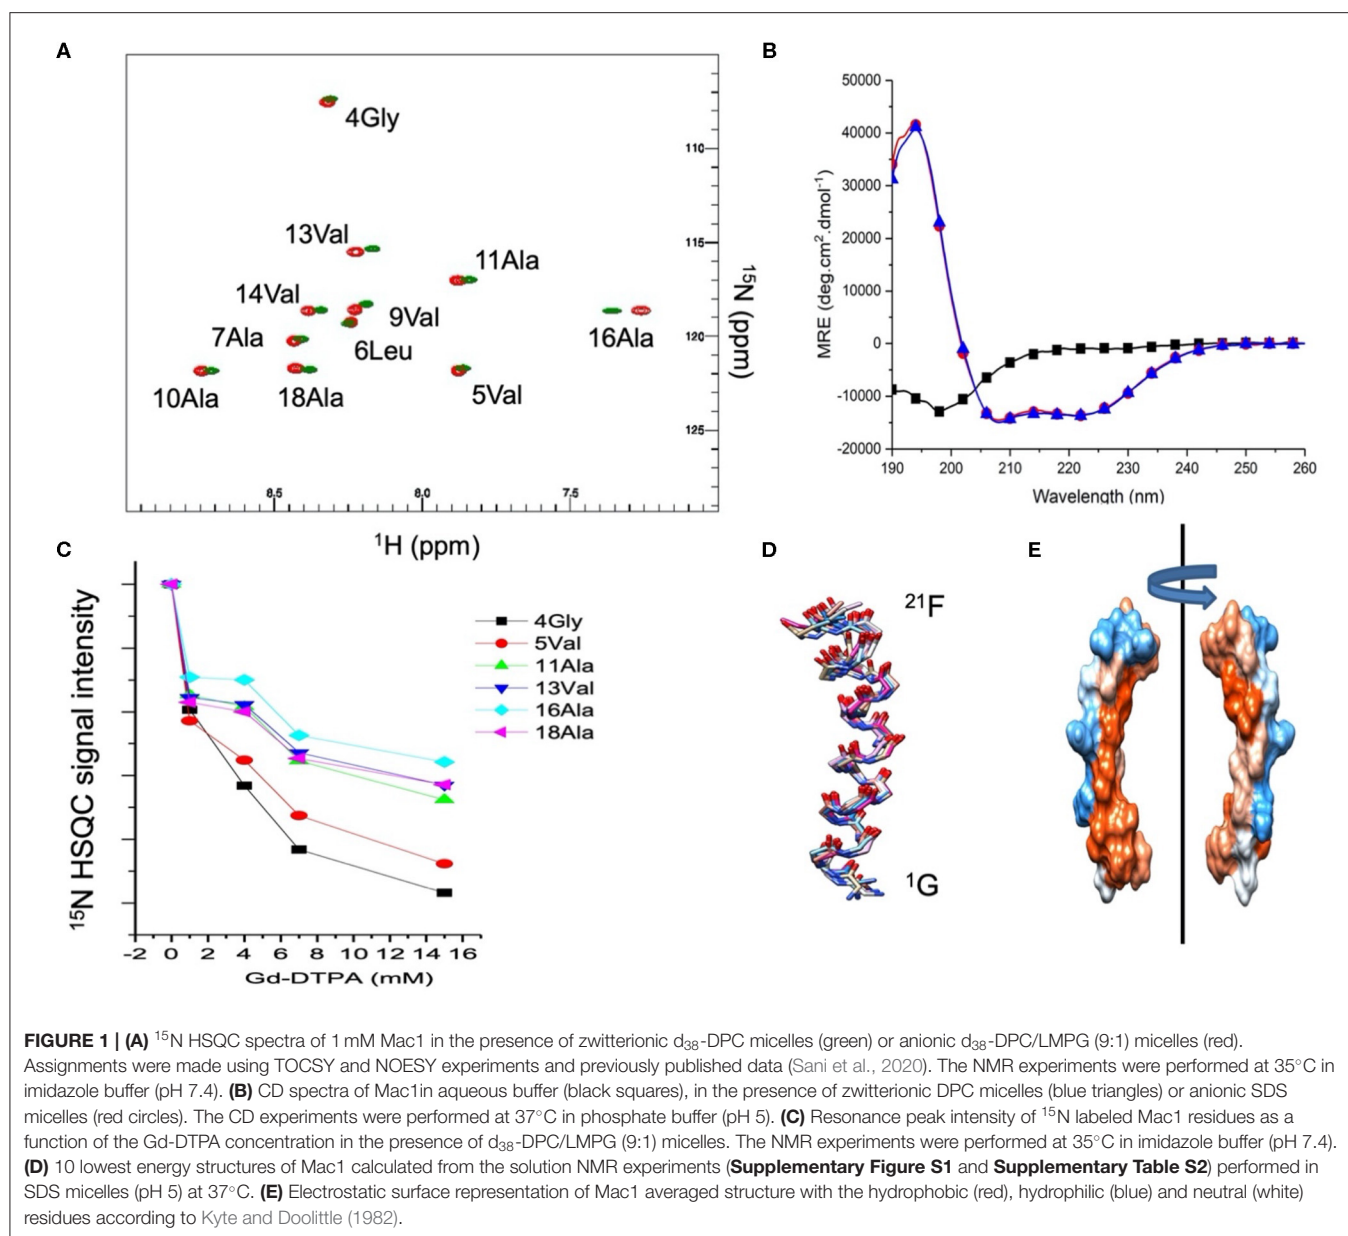 A
4Gly
110
13Val
11Ala
14Val
9Val
16Ala
7Ala
6Leu
120
10Ala
18Ala
5Val
125
115
8.5
8.0
7.5
¹H (ppm)
¹⁵N (ppm)
B
50000
40000
30000
20000
10000
0
-10000
-20000
MRE (deg.cm².dmol⁻¹)
190 200 210 220 230 240 250 260
Wavelength (nm)
C
¹⁵N HSQC signal intensity
4Gly
5Val
11Ala
13Val
16Ala
18Ala
-2 0 2 4 6 8 10 12 14 16
Gd-DTPA (mM)
D
²¹F
¹G
E
FIGURE 1 | (A) ¹⁵N HSQC spectra of 1 mM Mac1 in the presence of zwitterionic d₃₈-DPC micelles (green) or anionic d₃₈-DPC/LMPG (9:1) micelles (red).
Assignments were made using TOCSY and NOESY experiments and previously published data (Sani et al., 2020). The NMR experiments were performed at 35°C in
imidazole buffer (pH 7.4). (B) CD spectra of Mac1in aqueous buffer (black squares), in the presence of zwitterionic DPC micelles (blue triangles) or anionic SDS
micelles (red circles). The CD experiments were performed at 37°C in phosphate buffer (pH 5). (C) Resonance peak intensity of ¹⁵N labeled Mac1 residues as a
function of the Gd-DTPA concentration in the presence of d₃₈-DPC/LMPG (9:1) micelles. The NMR experiments were performed at 35°C in imidazole buffer (pH 7.4).
(D) 10 lowest energy structures of Mac1 calculated from the solution NMR experiments (Supplementary Figure S1 and Supplementary Table S2) performed in
SDS micelles (pH 5) at 37°C. (E) Electrostatic surface representation of Mac1 averaged structure with the hydrophobic (red), hydrophilic (blue) and neutral (white)
residues according to Kyte and Doolittle (1982).